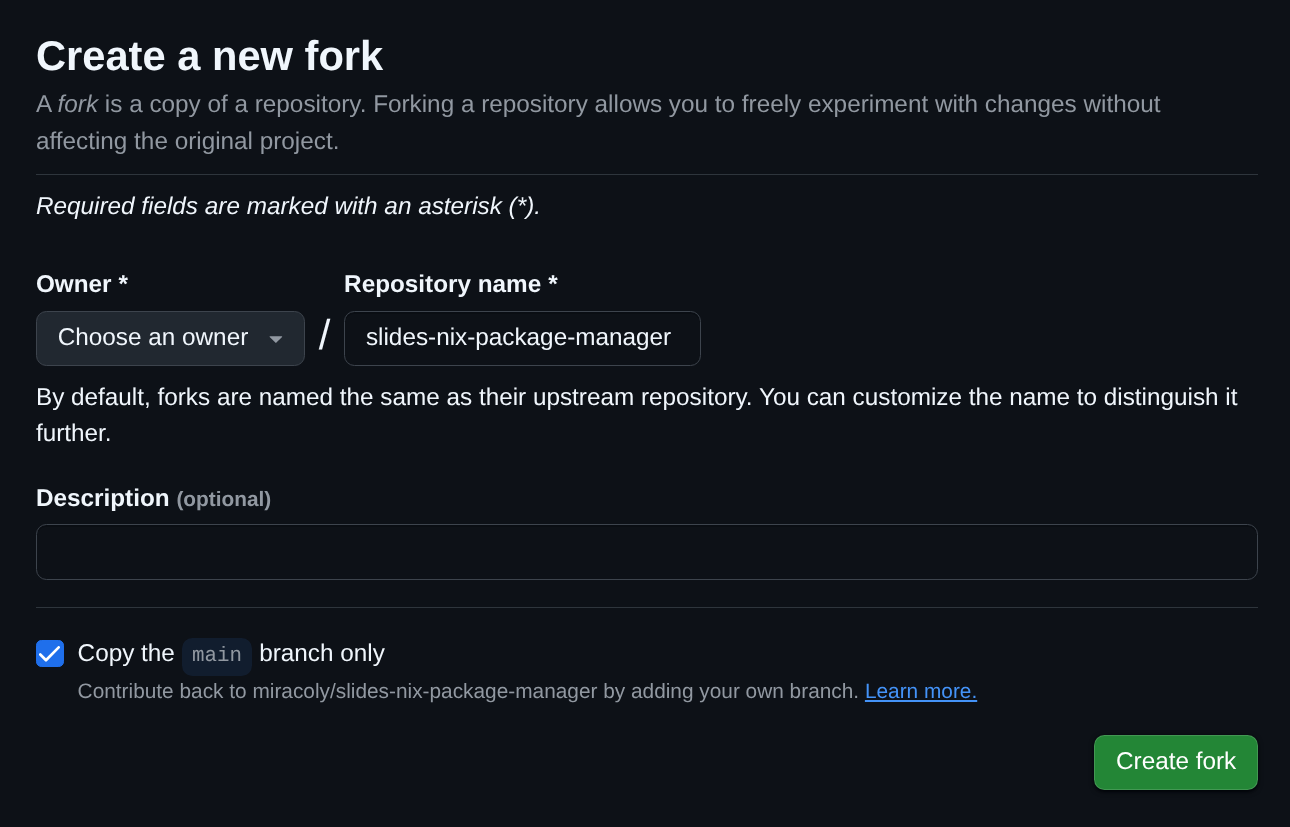 Create a new fork
A fork is a copy of a repository. Forking a repository allows you to freely experiment with changes without
affecting the original project.
Required fields are marked with an asterisk (*).
Owner * Repository name *
Choose an owner / slides-nix-package-manager
By default, forks are named the same as their upstream repository. You can customize the name to distinguish it
further.
Description (optional)
Copy the main branch only
Contribute back to miracoly/slides-nix-package-manager by adding your own branch. Learn more.
Create fork